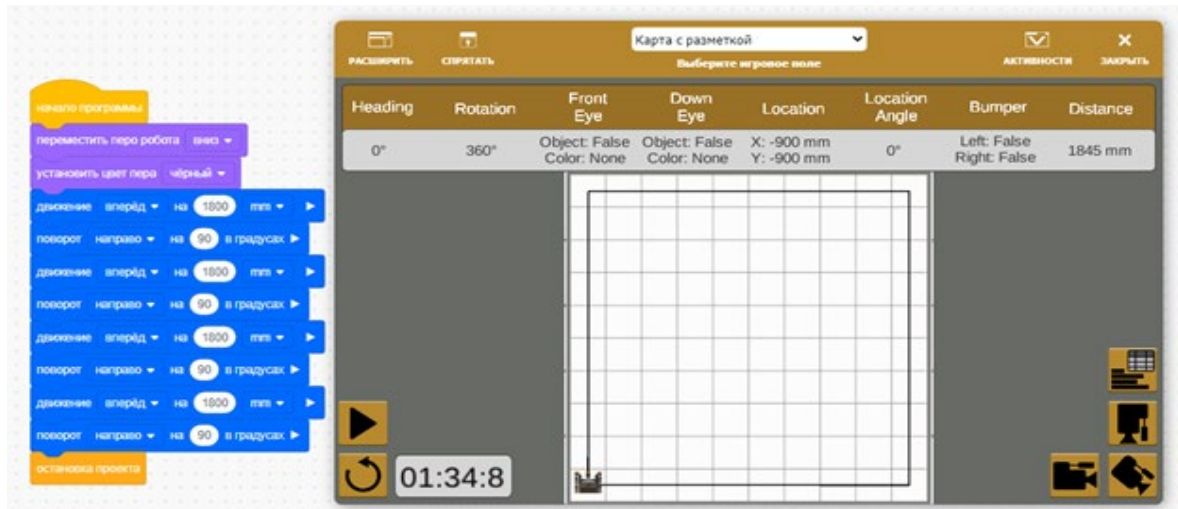 начало программы
переместить перо робота вниз
установить цвет пера чёрный
движение вперёд на 1800 mm
поворот направо на 90 в градусах
движение вперёд на 1800 mm
поворот направо на 90 в градусах
движение вперёд на 1800 mm
поворот направо на 90 в градусах
движение вперёд на 1800 mm
поворот направо на 90 в градусах
остановка проекта
РАСШИРИТЬ СПРЯТАТЬ Карта с разметкой АКТИВНОСТИ ЗАКРЫТЬ
Выберите игровое поле
Heading Rotation Front Eye Down Eye Location Location Angle Bumper Distance
0° 360° Object: False Object: False X: -900 mm 0° Left: False 1845 mm
Color: None Color: None Y: -900 mm Right: False
01:34:8